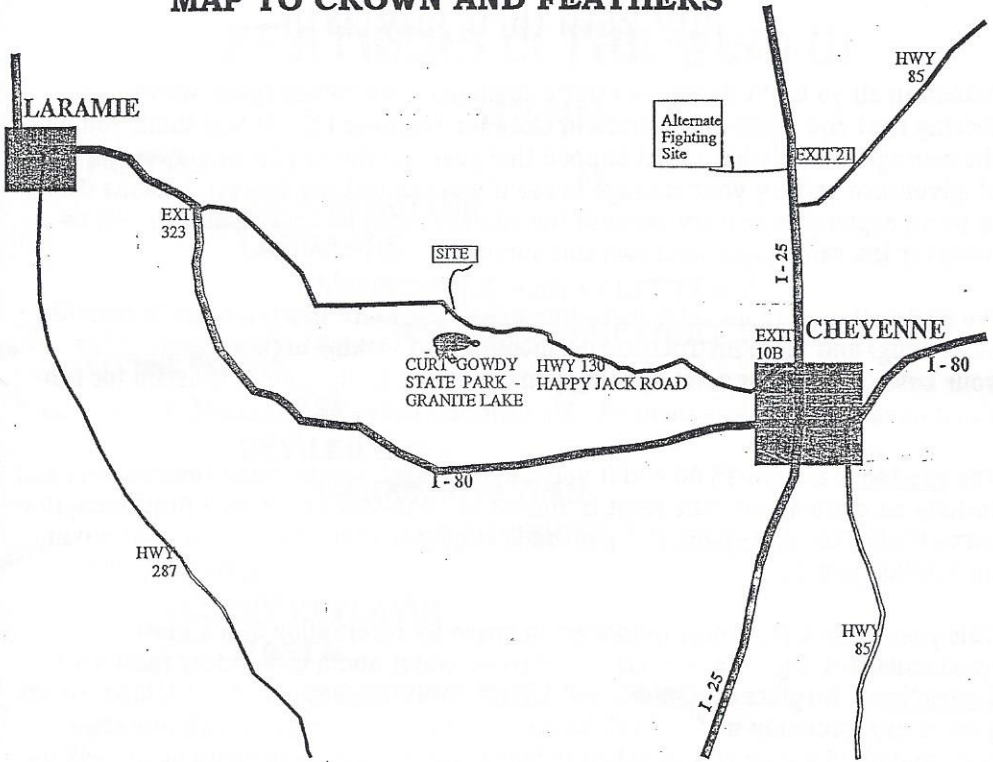 MAP TO CROWN AND FEATHERS
HWY
85
LARAMIE
Alternate
Fighting
Site
EXIT 21
EXIT
323
I - 25
SITE
EXIT
10B
CHEYENNE
I - 80
CURT GOWDY
STATE PARK -
GRANITE LAKE
HWY 130
HAPPY JACK ROAD
I - 80
HWY
287
HWY
85
I - 25